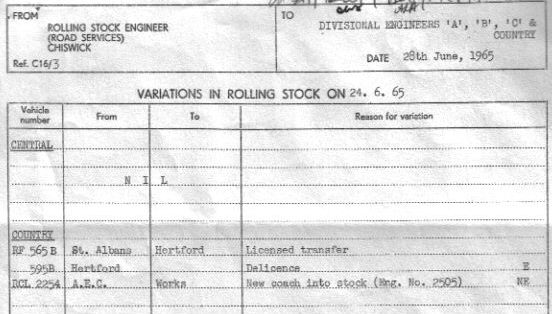 FROM
ROLLING STOCK ENGINEER
(ROAD SERVICES)
CHISWICK
Ref. C16/3
TO
DIVISIONAL ENGINEERS 'A', 'B', 'C' &
COUNTRY
DATE 28th June, 1965
VARIATIONS IN ROLLING STOCK ON 24. 6. 65
Vehicle number From To Reason for variation
CENTRAL
N I L
COUNTRY
RF 565 B St. Albans Hertford Licensed transfer
595B Hertford Delicence E
RCL 2254 A.E.C. Works New coach into stock (Eng. No. 2505) NE